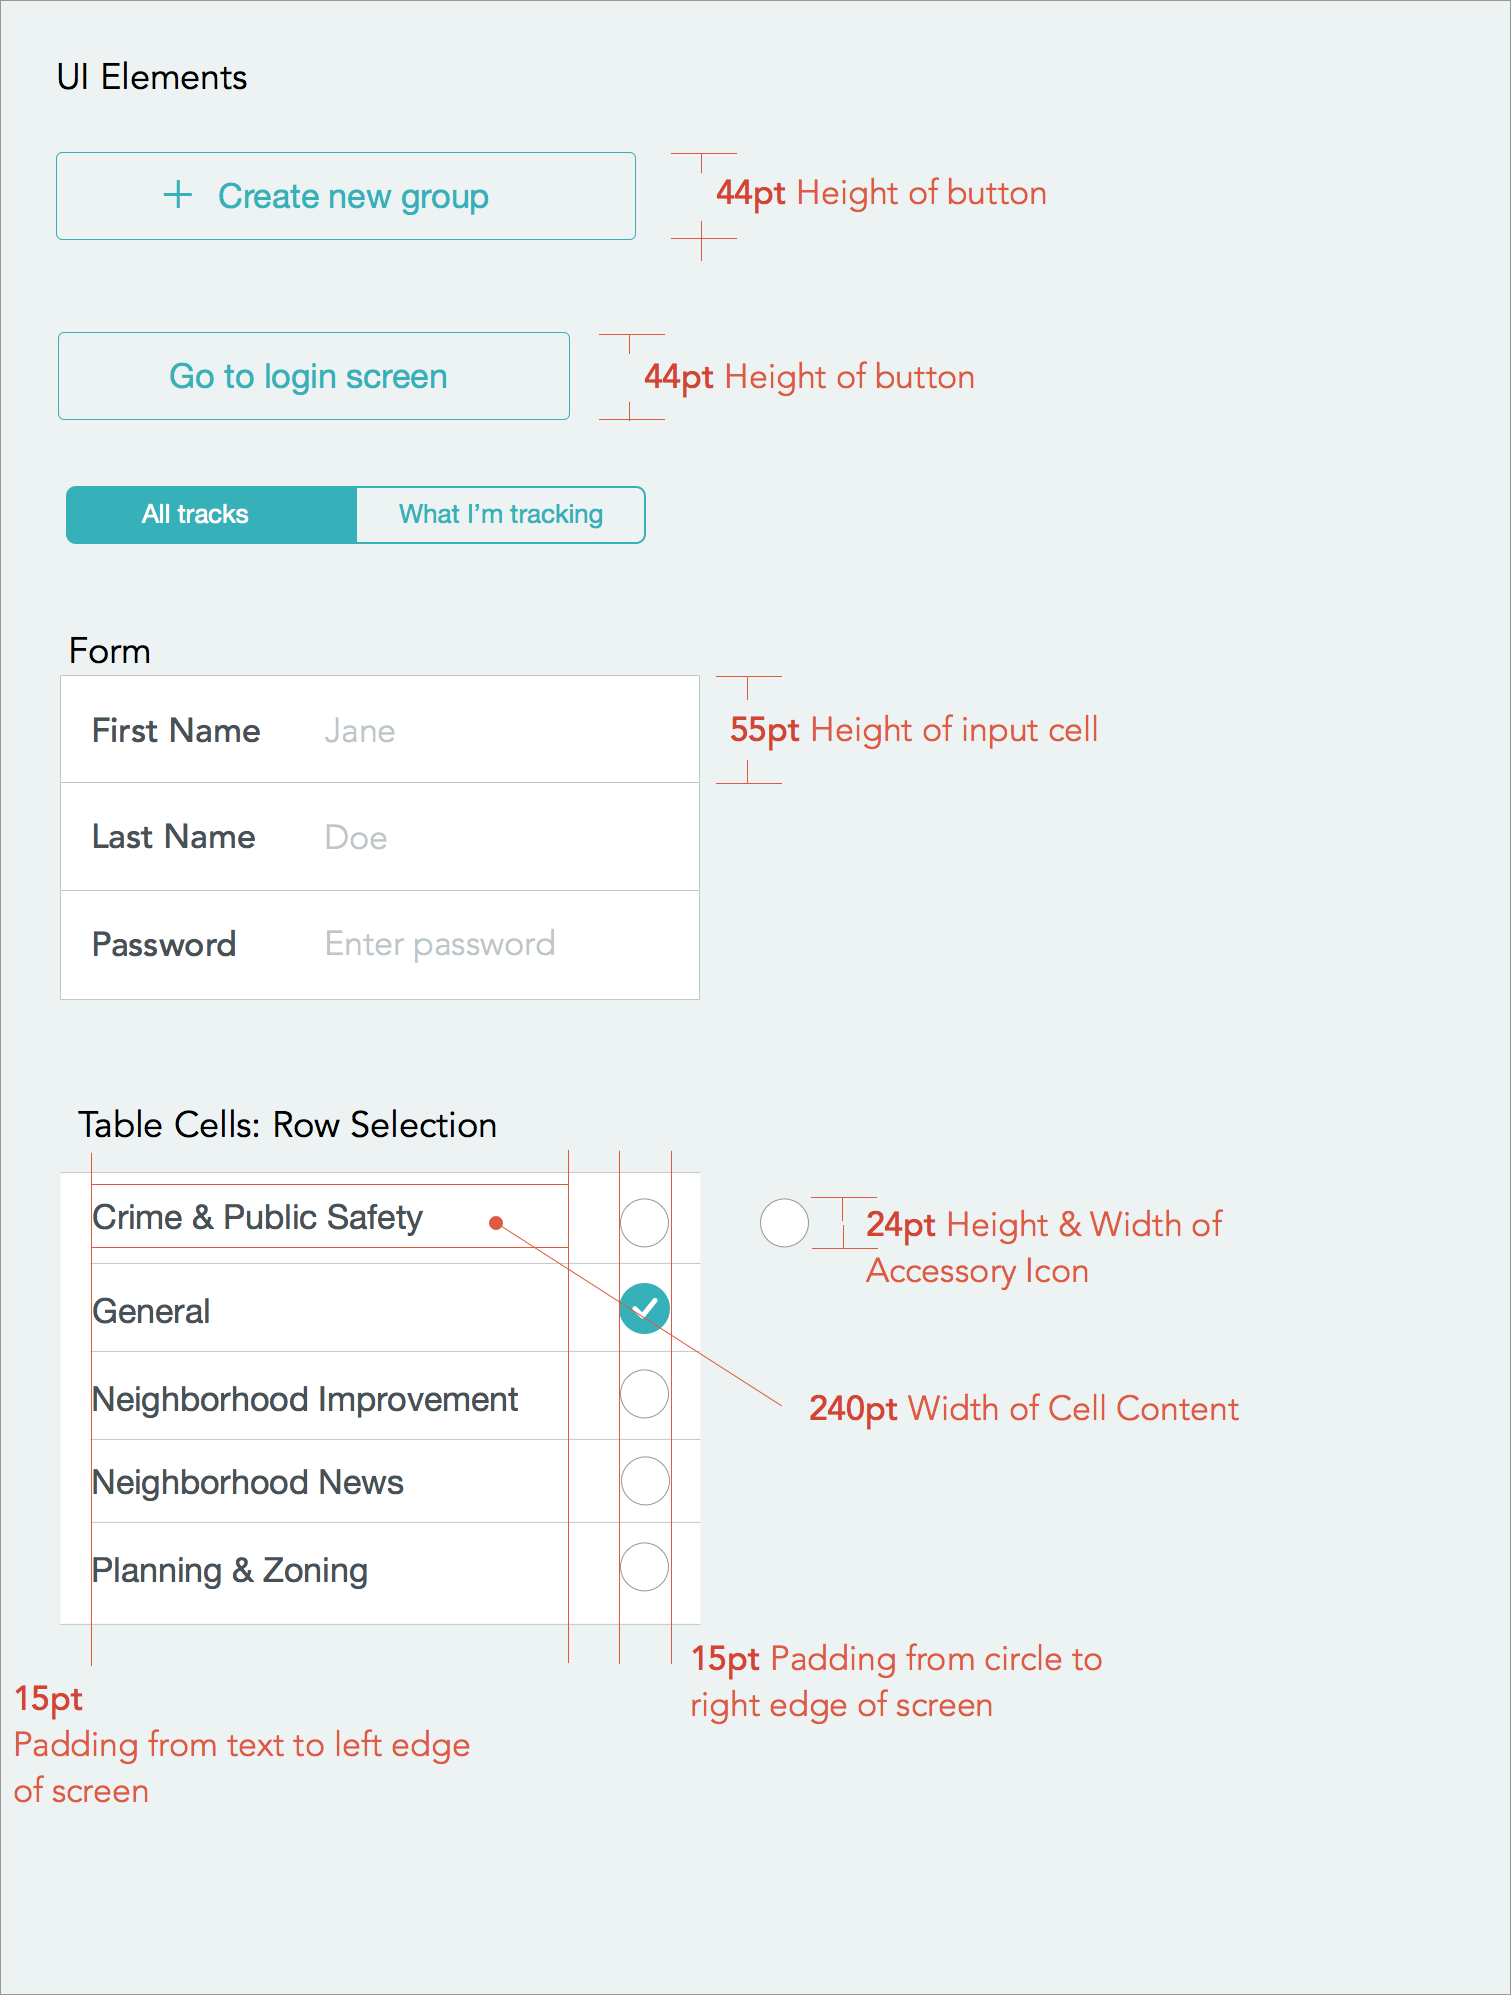 UI Elements
+ Create new group
44pt Height of button
Go to login screen
44pt Height of button
All tracks
What I'm tracking
Form
First Name
Jane
55pt Height of input cell
Last Name
Doe
Password
Enter password
Table Cells: Row Selection
Crime & Public Safety
24pt Height & Width of
Accessory Icon
General
Neighborhood Improvement
240pt Width of Cell Content
Neighborhood News
Planning & Zoning
15pt Padding from circle to
right edge of screen
15pt
Padding from text to left edge
of screen